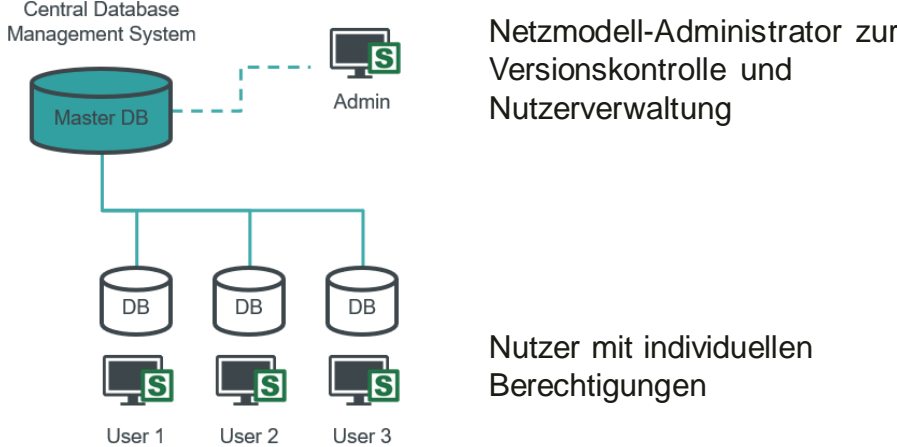 Central Database
Management System
Netzmodell-Administrator zur
Versionskontrolle und
Nutzerverwaltung
S
Admin
Master DB
DB
DB
DB
S
S
S
User 1
User 2
User 3
Nutzer mit individuellen
Berechtigungen